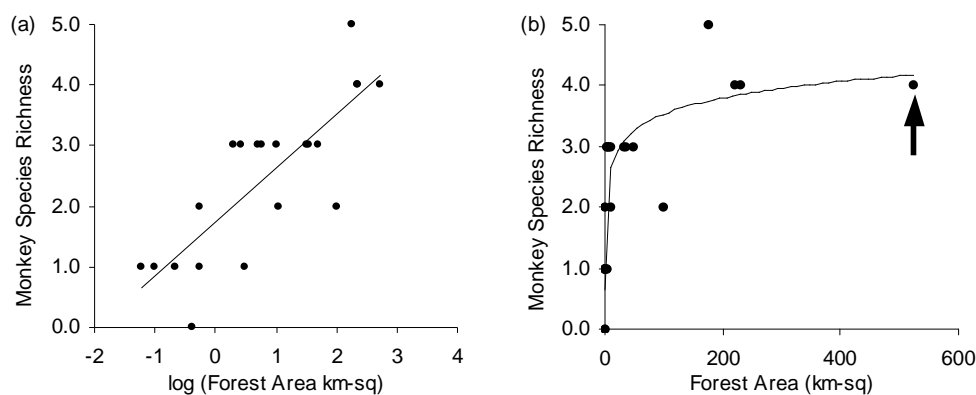 (a)
Monkey Species Richness
5.0
4.0
3.0
2.0
1.0
0.0
-2 -1 0 1 2 3 4
log (Forest Area km-sq)
(b)
Monkey Species Richness
5.0
4.0
3.0
2.0
1.0
0.0
0 200 400 600
Forest Area (km-sq)